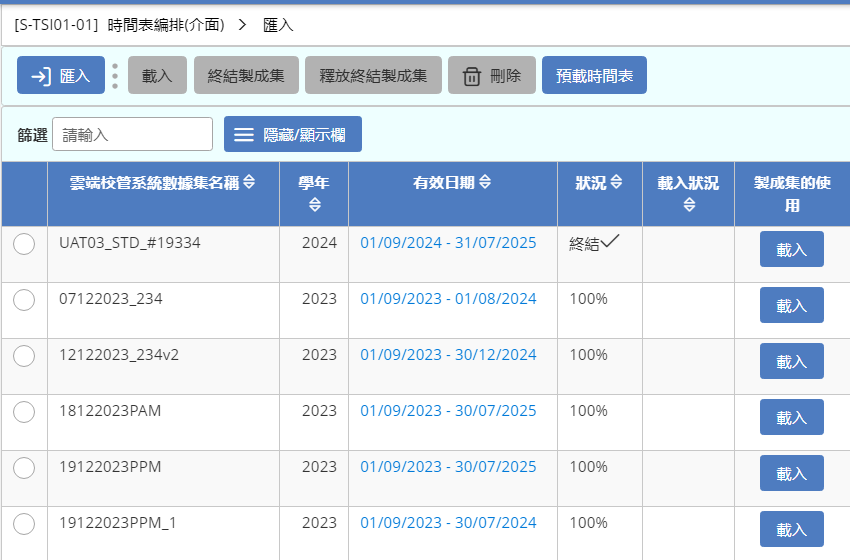 [S-TSI01-01] 時間表編排(介面) > 匯入
匯入 載入 終結製成集 釋放終結製成集 刪除 預載時間表
篩選 請輸入 隱藏/顯示欄
雲端校管系統數據集名稱 學年 有效日期 狀況 載入狀況 製成集的使用
UAT03_STD_#19334 2024 01/09/2024 - 31/07/2025 終結 載入
07122023_234 2023 01/09/2023 - 01/08/2024 100% 載入
12122023_234v2 2023 01/09/2023 - 30/12/2024 100% 載入
18122023PAM 2023 01/09/2023 - 30/07/2025 100% 載入
19122023PPM 2023 01/09/2023 - 30/07/2025 100% 載入
19122023PPM_1 2023 01/09/2023 - 30/07/2024 100% 載入